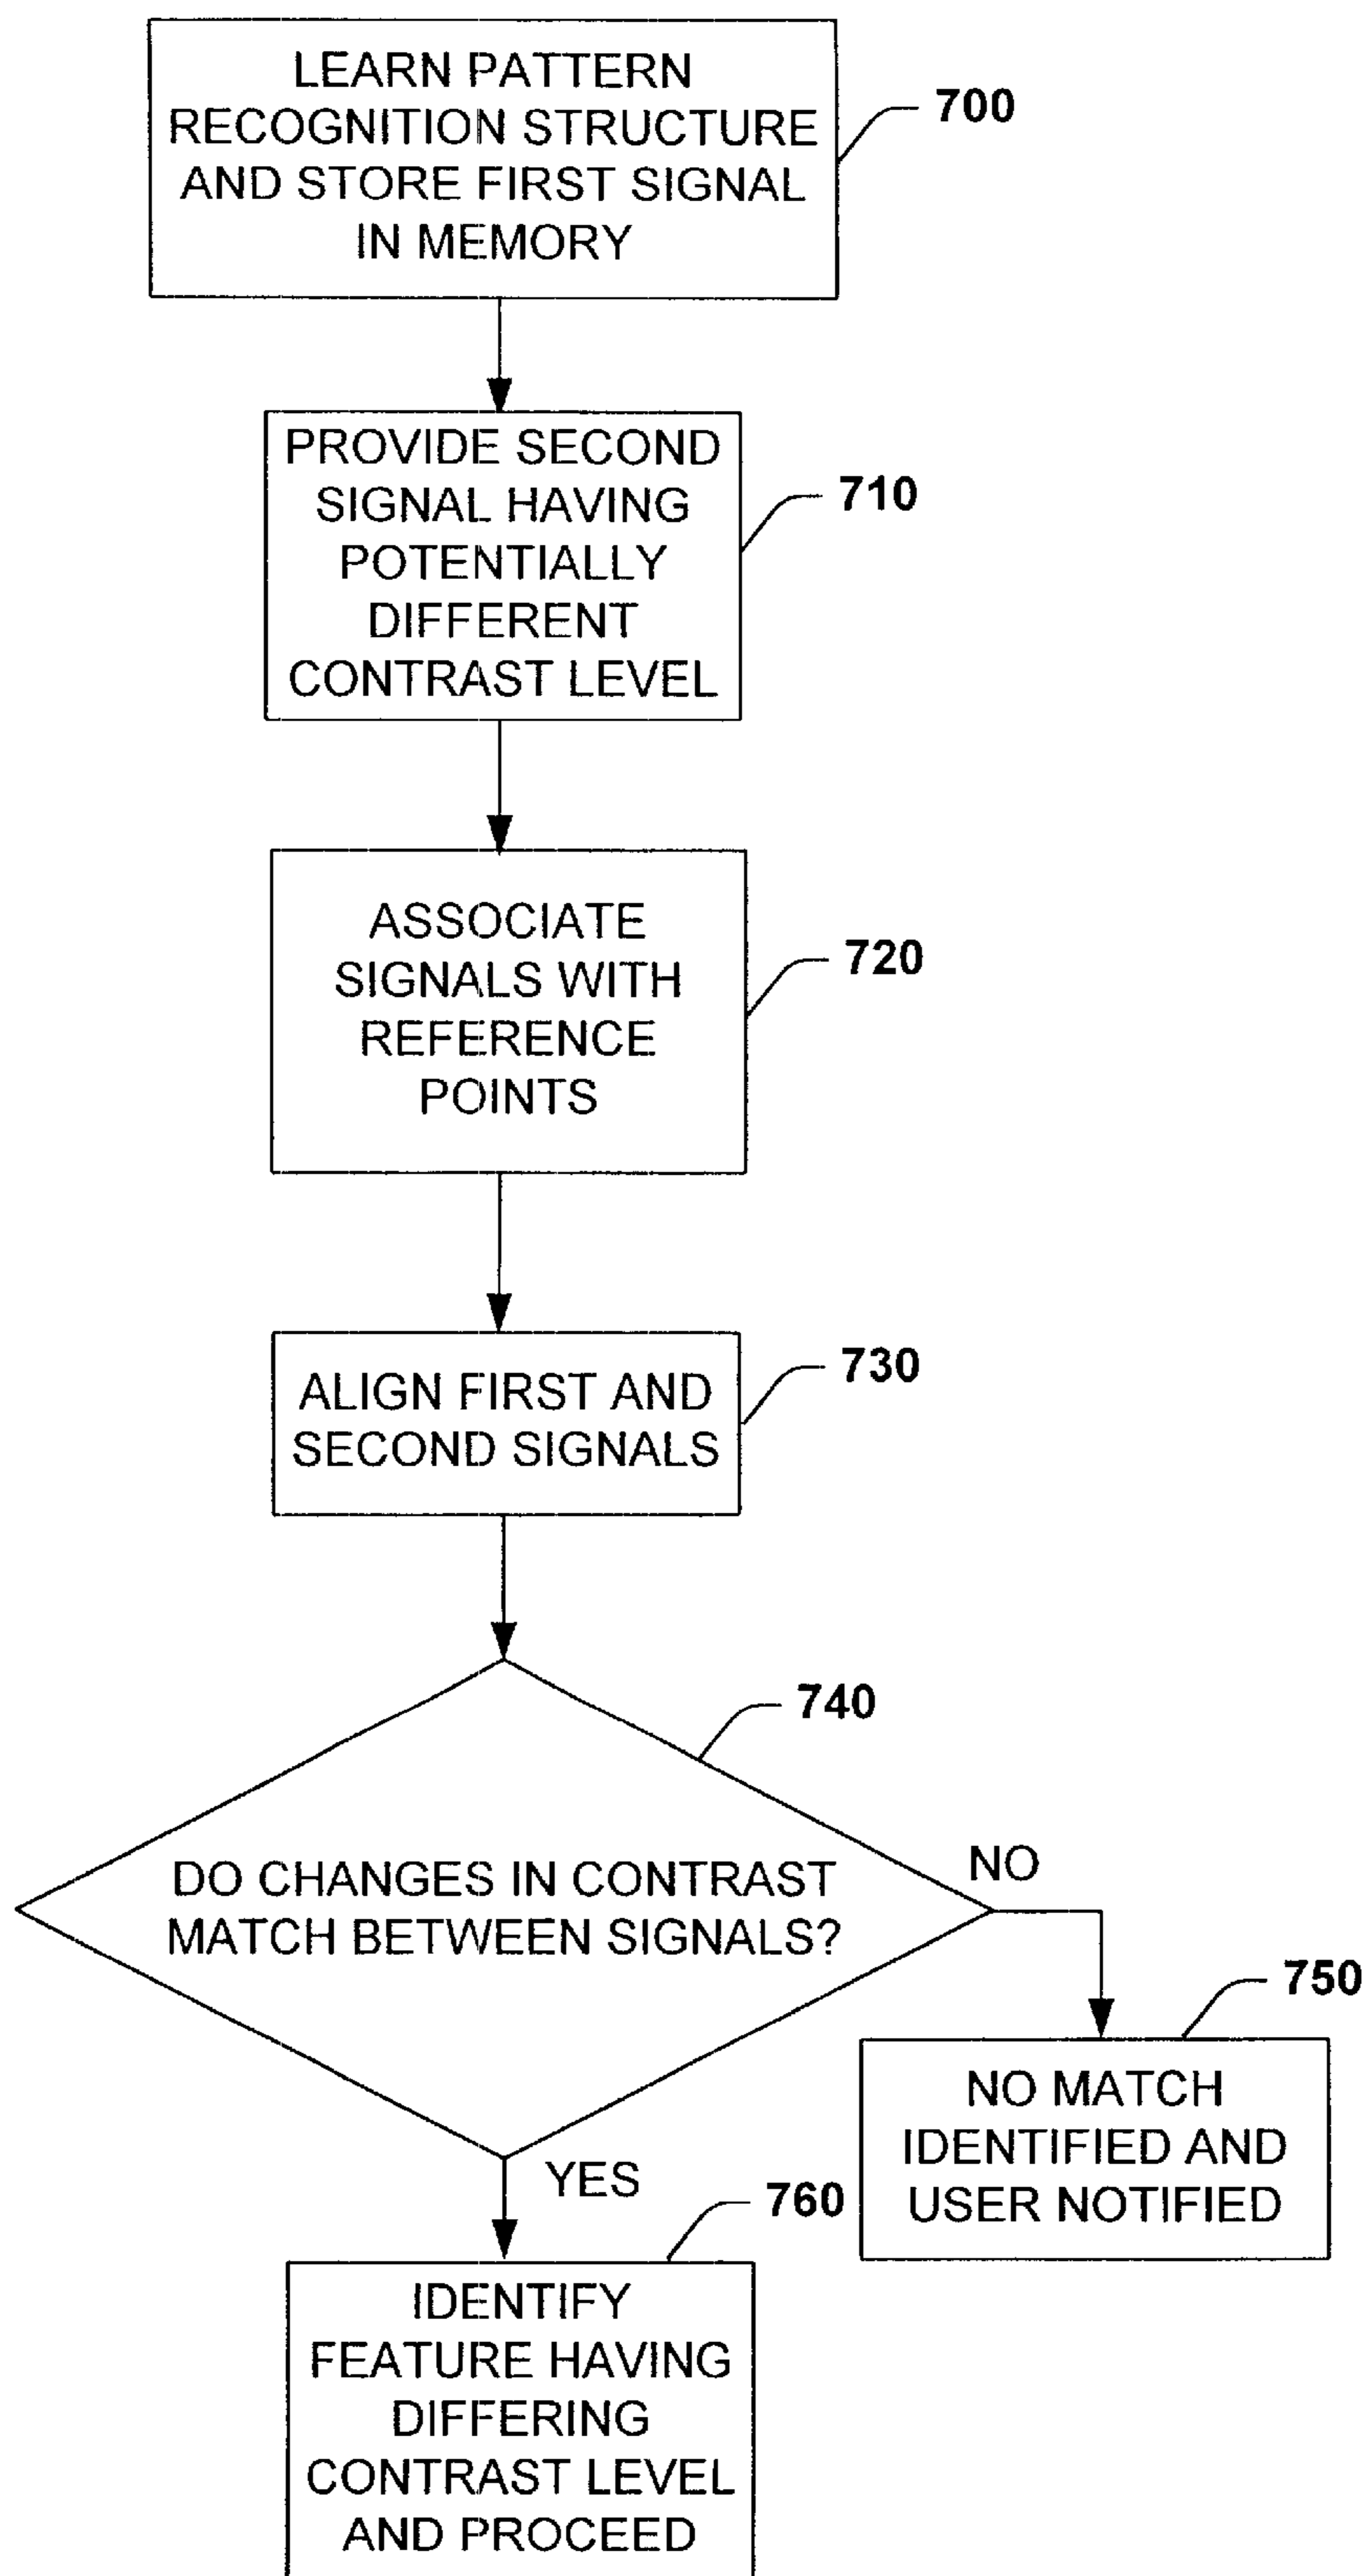 LEARN PATTERN
RECOGNITION STRUCTURE
AND STORE FIRST SIGNAL
IN MEMORY
700
PROVIDE SECOND
SIGNAL HAVING
POTENTIALLY
DIFFERENT
CONTRAST LEVEL
710
ASSOCIATE
SIGNALS WITH
REFERENCE
POINTS
720
ALIGN FIRST AND
SECOND SIGNALS
730
740
DO CHANGES IN CONTRAST
MATCH BETWEEN SIGNALS?
NO
750
NO MATCH
IDENTIFIED AND
USER NOTIFIED
YES
760
IDENTIFY
FEATURE HAVING
DIFFERING
CONTRAST LEVEL
AND PROCEED